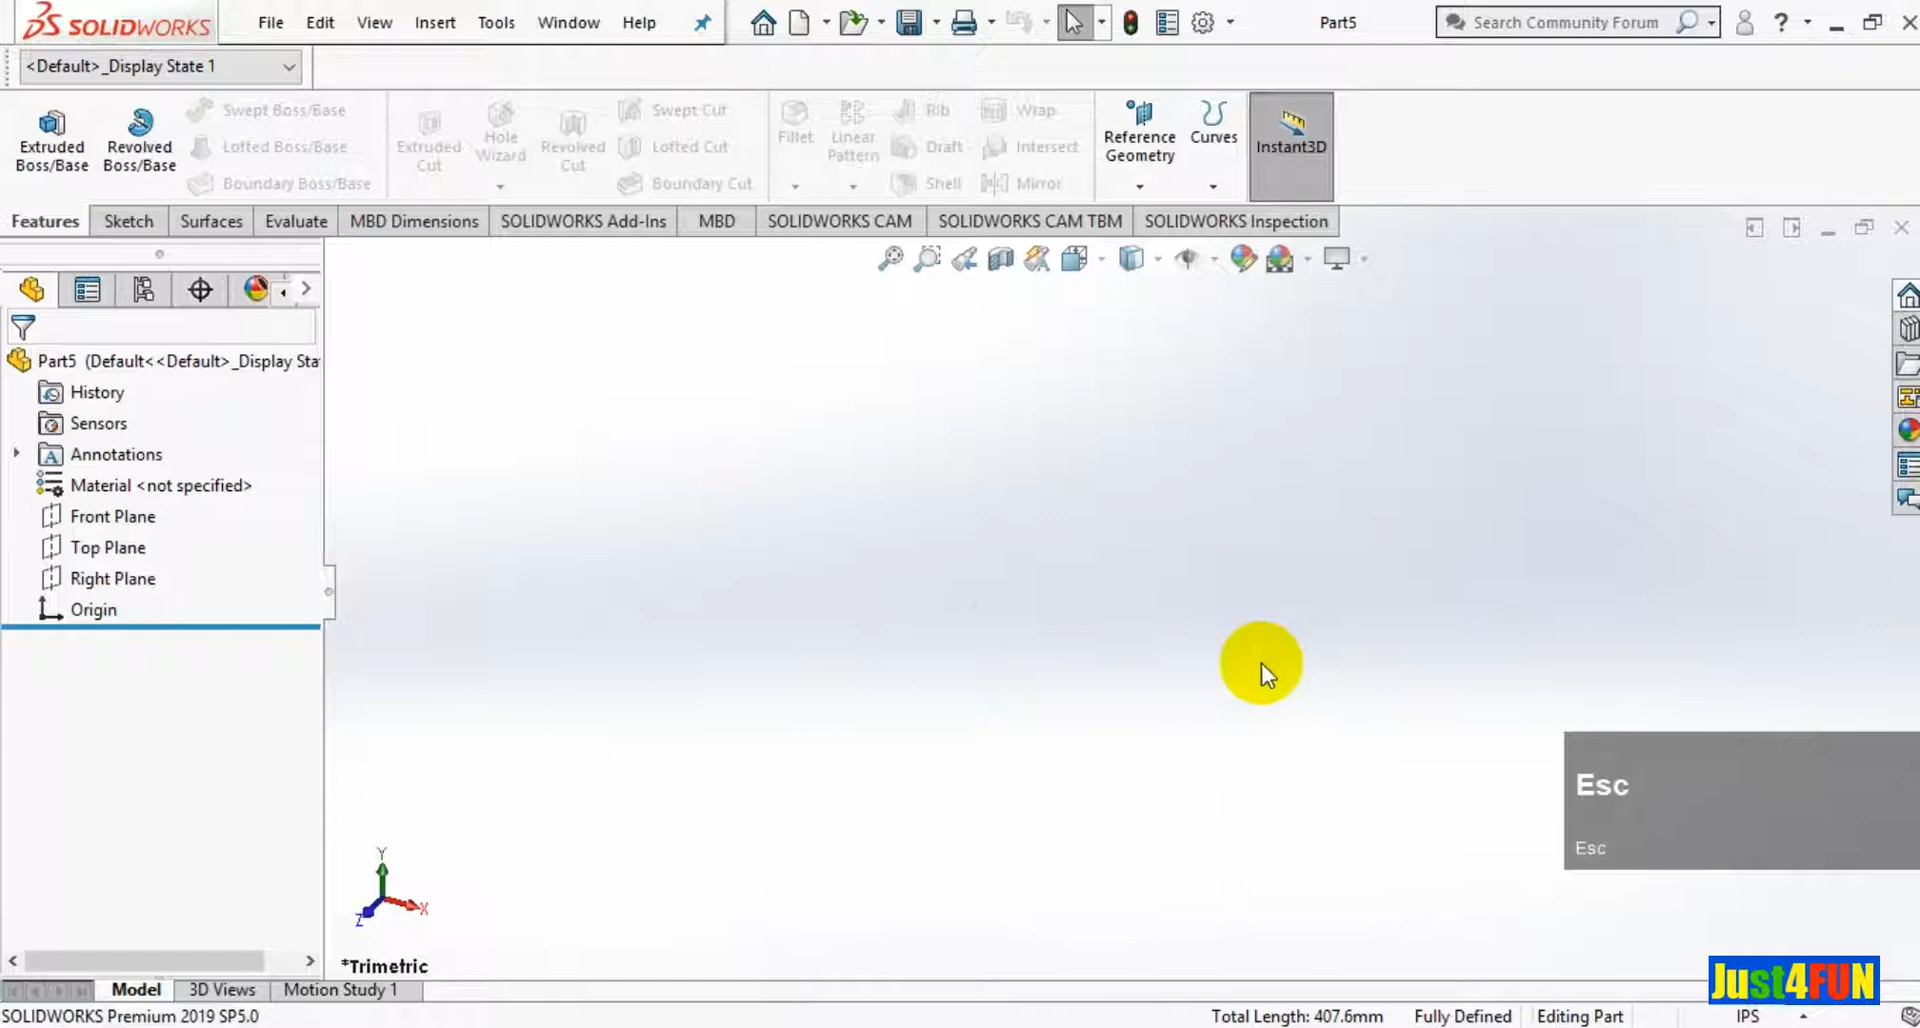 SOLIDWORKS File Edit View Insert Tools Window Help Part5 Search Community Forum ?
<Default>_Display State 1
Extruded Boss/Base
Revolved Boss/Base
Swept Boss/Base
Lofted Boss/Base
Boundary Boss/Base
Extruded Cut
Hole Wizard
Revolved Cut
Swept Cut
Lofted Cut
Boundary Cut
Fillet
Linear Pattern
Rib
Draft
Shell
Wrap
Intersect
Mirror
Reference Geometry
Curves
Instant3D
Features Sketch Surfaces Evaluate MBD Dimensions SOLIDWORKS Add-Ins MBD SOLIDWORKS CAM SOLIDWORKS CAM TBM SOLIDWORKS Inspection
Part5 (Default<<Default>_Display Sta
History
Sensors
Annotations
Material <not specified>
Front Plane
Top Plane
Right Plane
Origin
Esc
Esc
Y
X
Z
*Trimetric
Just4FUN
Model 3D Views Motion Study 1
SOLIDWORKS Premium 2019 SP5.0 Total Length: 407.6mm Fully Defined Editing Part IPS